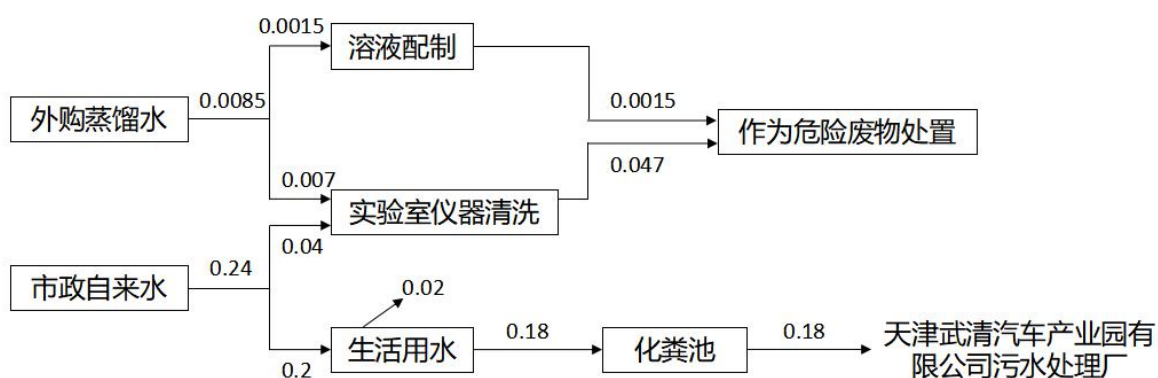 0.0015
溶液配制
外购蒸馏水
0.0085
0.0015
作为危险废物处置
0.007
实验室仪器清洗
0.047
0.04
市政自来水
0.24
0.02
生活用水
0.2
0.18
化粪池
0.18
天津武清汽车产业园有
限公司污水处理厂